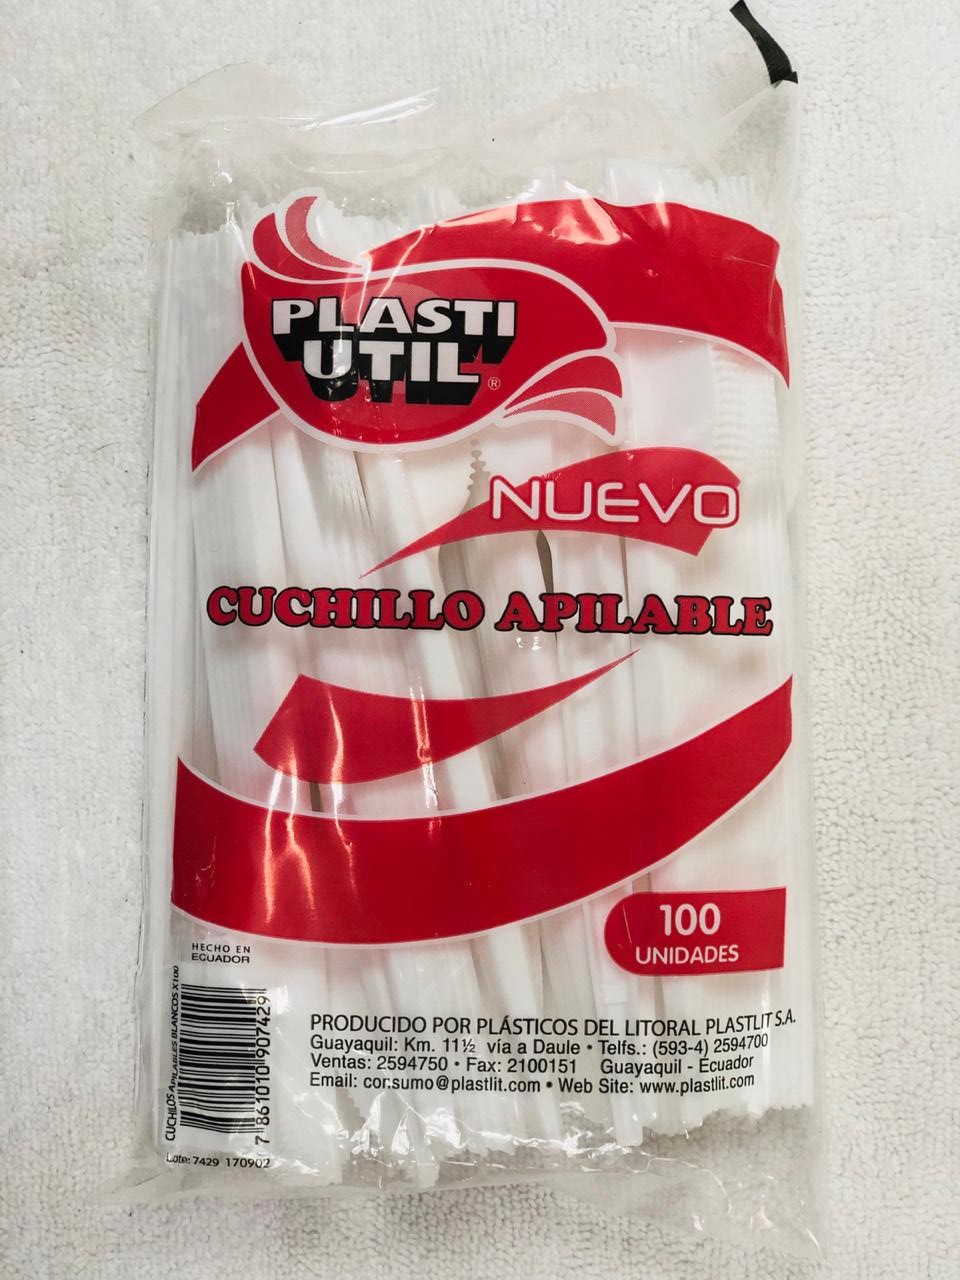 PLASTI
UTIL®
NUEVO
CUCHILLO APILABLE
100
UNIDADES
HECHO EN
ECUADOR
CUCHILOS APILABLES BLANCOS X100
7 861010 907429
Lote: 7429 170902
PRODUCIDO POR PLÁSTICOS DEL LITORAL PLASTLIT S.A.
Guayaquil: Km. 11½ vía a Daule • Telfs.: (593-4) 2594700
Ventas: 2594750 • Fax: 2100151 Guayaquil - Ecuador
Email: consumo@plastlit.com • Web Site: www.plastlit.com